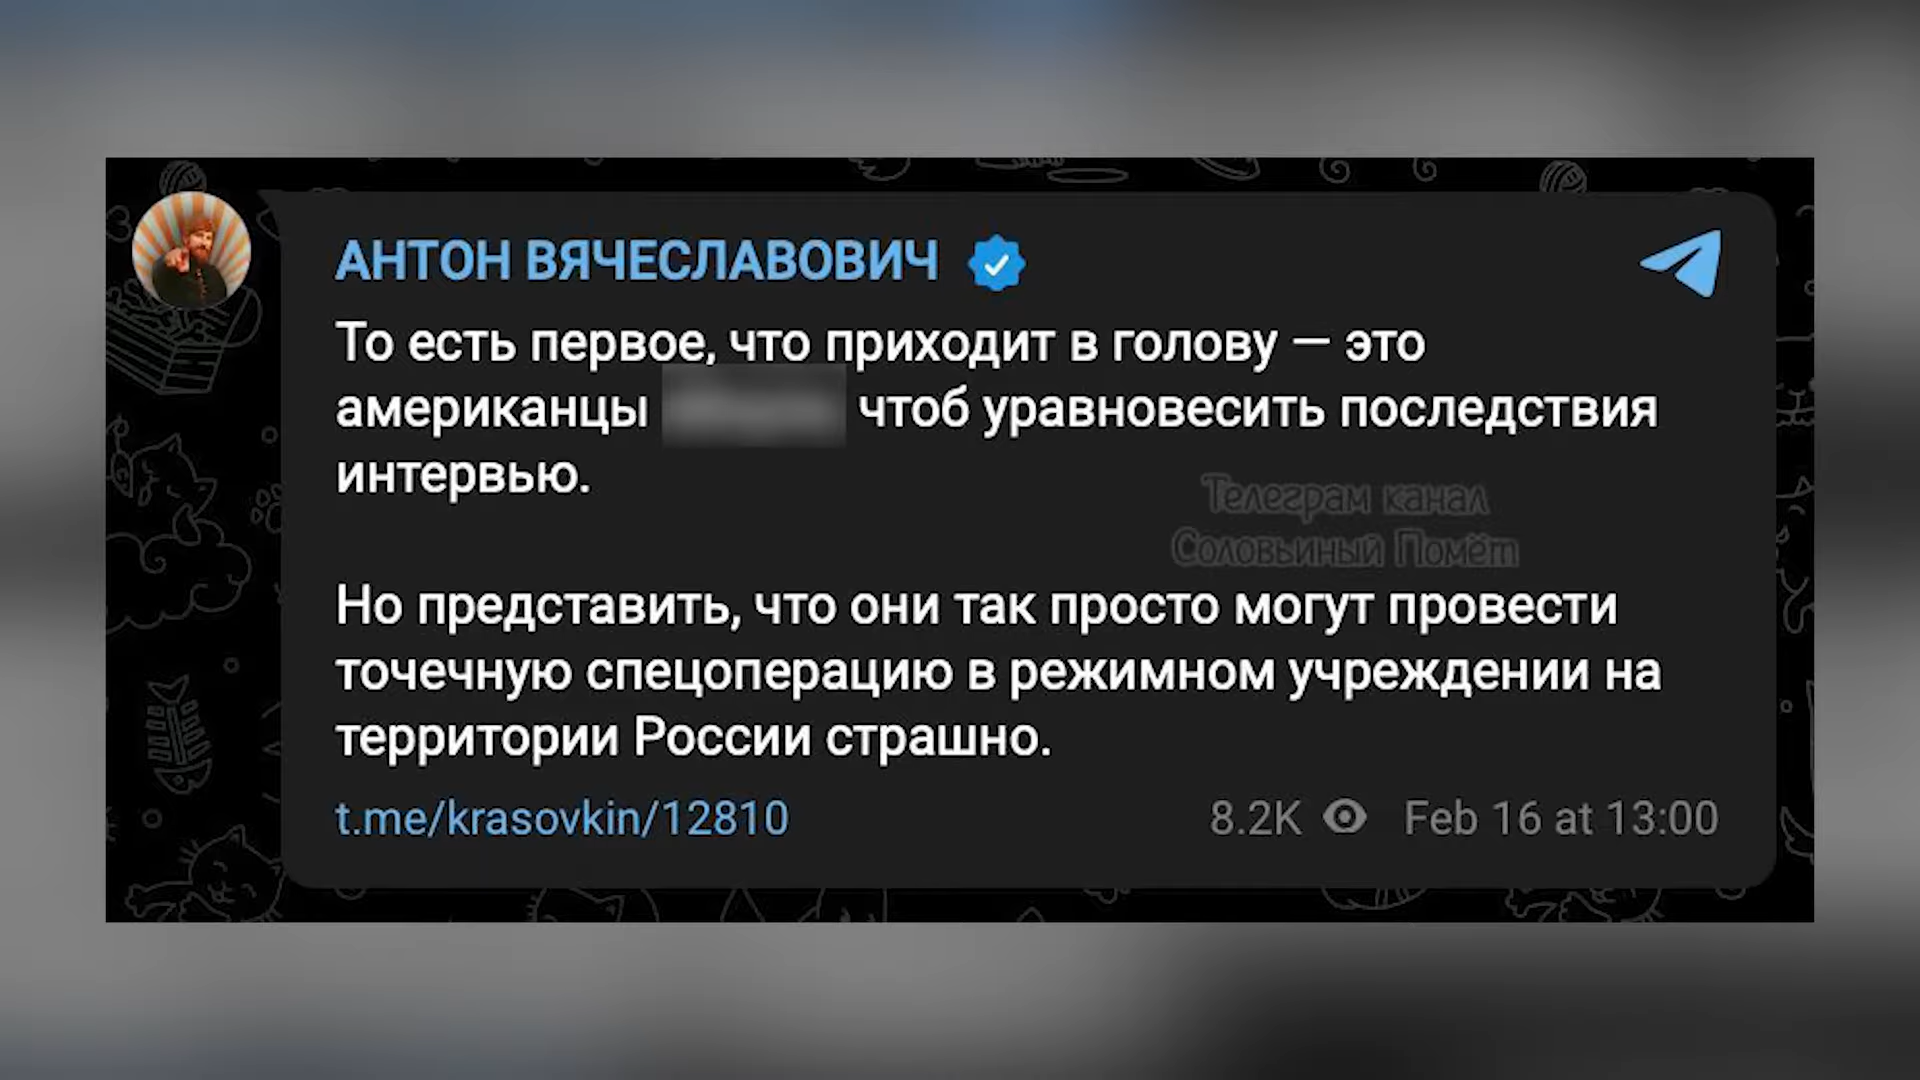 АНТОН ВЯЧЕСЛАВОВИЧ
То есть первое, что приходит в голову — это
американцы чтоб уравновесить последствия
интервью.
Телеграм канал
Соловьиный Помёт
Но представить, что они так просто могут провести
точечную спецоперацию в режимном учреждении на
территории России страшно.
t.me/krasovkin/12810
8.2K Feb 16 at 13:00